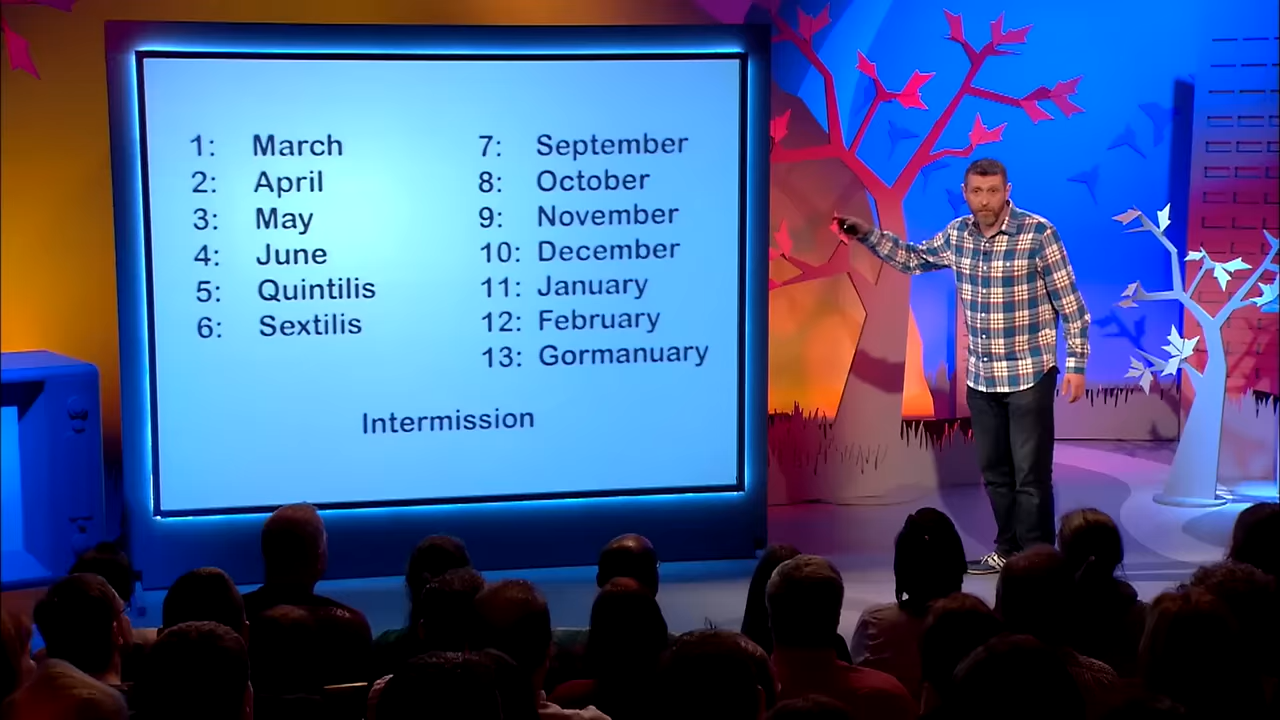 1: March
2: April
3: May
4: June
5: Quintilis
6: Sextilis
7: September
8: October
9: November
10: December
11: January
12: February
13: Gormanuary
Intermission